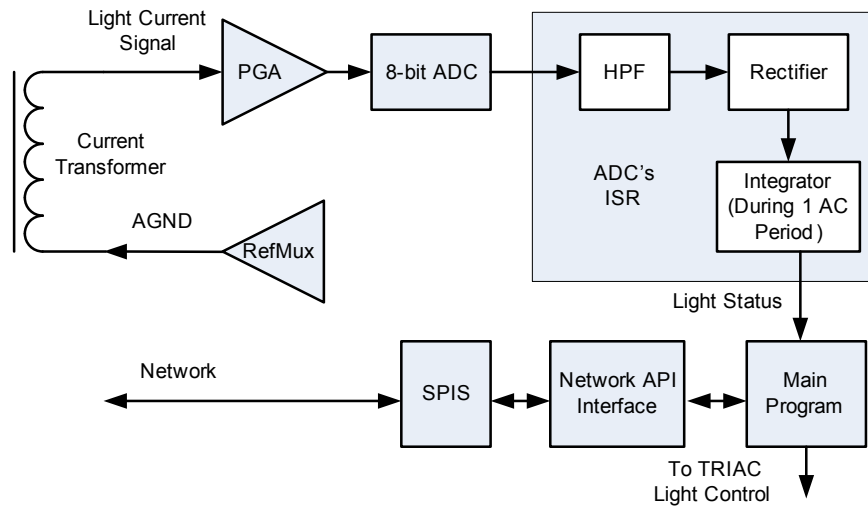 Light Current
Signal
PGA
8-bit ADC
HPF
Rectifier
Current
Transformer
ADC's
ISR
Integrator
(During 1 AC
Period)
AGND
RefMux
Light Status
Network
SPIS
Network API
Interface
Main
Program
To TRIAC
Light Control